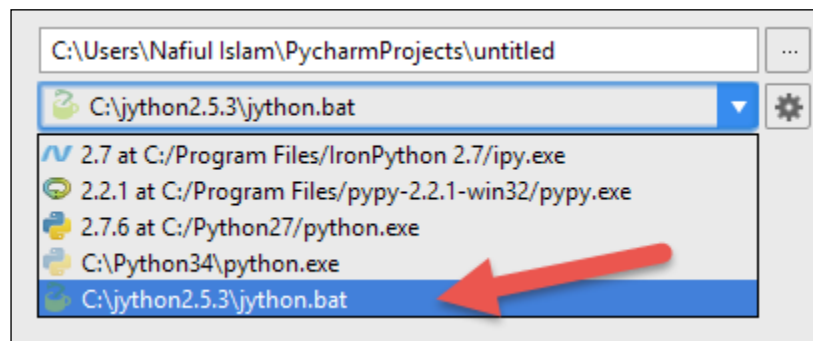 C:\Users\Nafiul Islam\PycharmProjects\untitled
...
C:\jython2.5.3\jython.bat
2.7 at C:/Program Files/IronPython 2.7/ipy.exe
2.2.1 at C:/Program Files/pypy-2.2.1-win32/pypy.exe
2.7.6 at C:/Python27/python.exe
C:\Python34\python.exe
C:\jython2.5.3\jython.bat